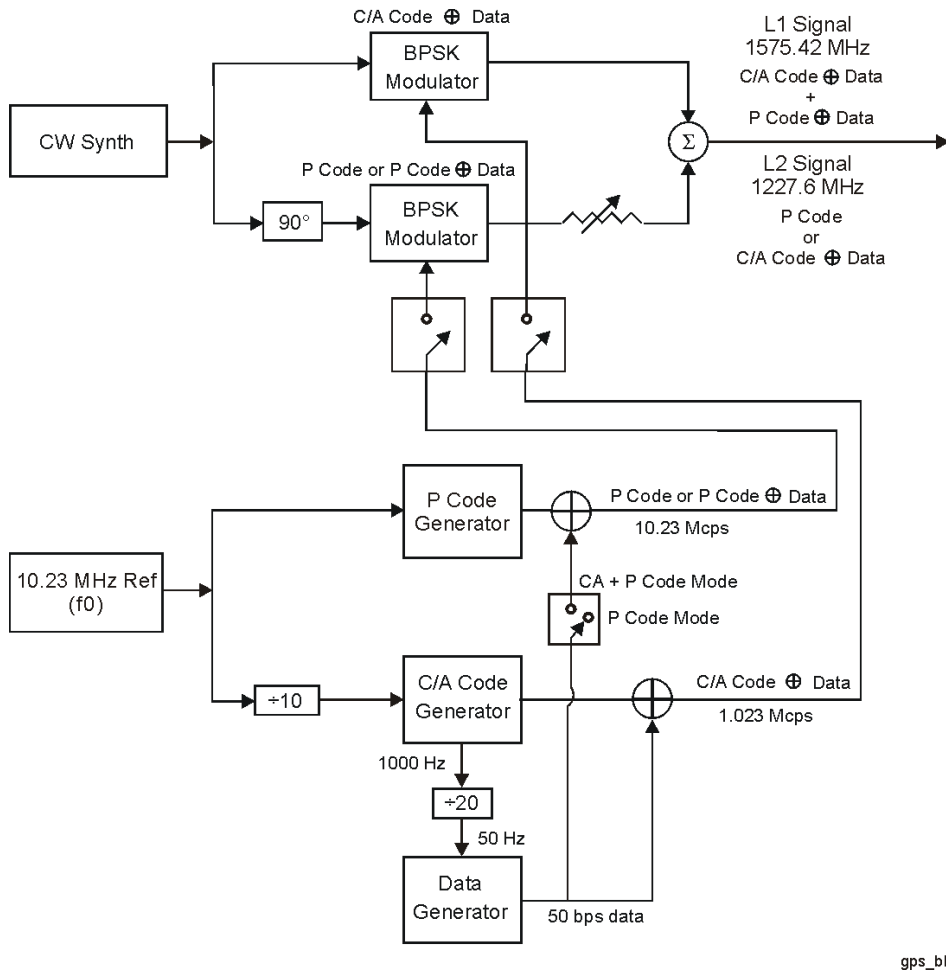 C/A Code ⊕ Data
BPSK
Modulator
L1 Signal
1575.42 MHz
C/A Code ⊕ Data
+
P Code ⊕ Data
CW Synth
Σ
P Code or P Code ⊕ Data
90°
BPSK
Modulator
L2 Signal
1227.6 MHz
P Code
or
C/A Code ⊕ Data
P Code
Generator
P Code or P Code ⊕ Data
10.23 Mcps
10.23 MHz Ref
(f0)
CA + P Code Mode
P Code Mode
÷10
C/A Code
Generator
C/A Code ⊕ Data
1.023 Mcps
1000 Hz
÷20
50 Hz
Data
Generator
50 bps data
gps_bl